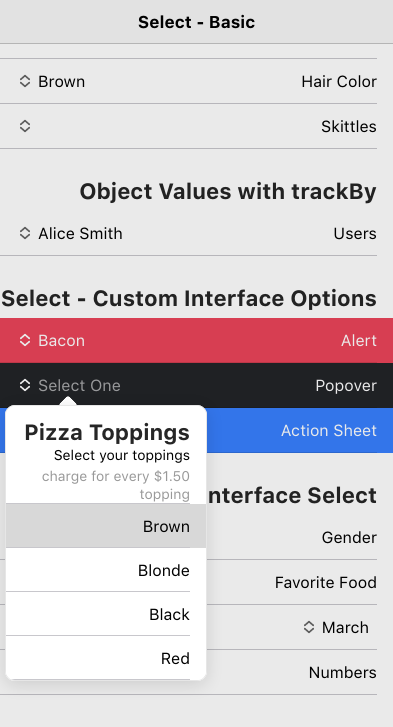 Select - Basic
Hair Color
Brown
Skittles
Object Values with trackBy
Users
Alice Smith
Select - Custom Interface Options
Alert
Bacon
Popover
Select One
Action Sheet
Pizza Toppings
Select your toppings
charge for every $1.50
topping
Brown
Blonde
Black
Red
nterface Select
Gender
Favorite Food
March
Numbers